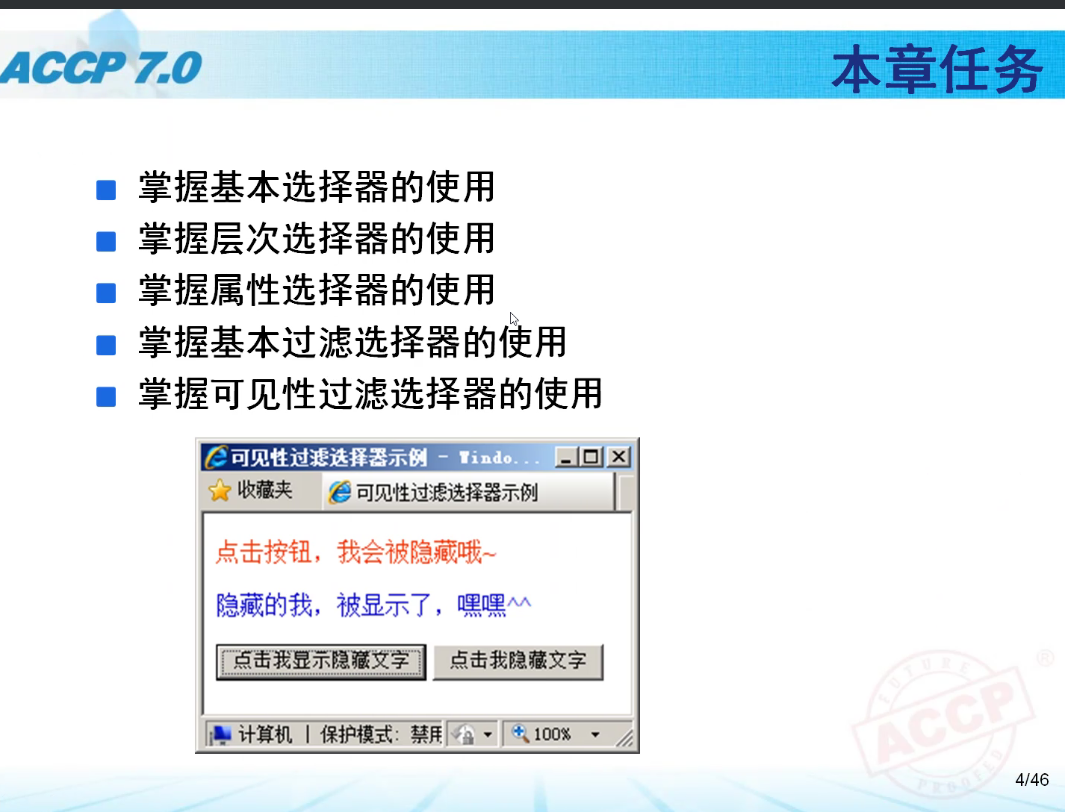 ACCP 7.0
本章任务
掌握基本选择器的使用
掌握层次选择器的使用
掌握属性选择器的使用
掌握基本过滤选择器的使用
掌握可见性过滤选择器的使用
可见性过滤选择器示例 - Windo...
收藏夹
可见性过滤选择器示例
点击按钮，我会被隐藏哦~
隐藏的我，被显示了，嘿嘿^^
点击我显示隐藏文字
点击我隐藏文字
计算机 | 保护模式: 禁用
100%
FUTURE
ACCP
PROOFED
®
4/46